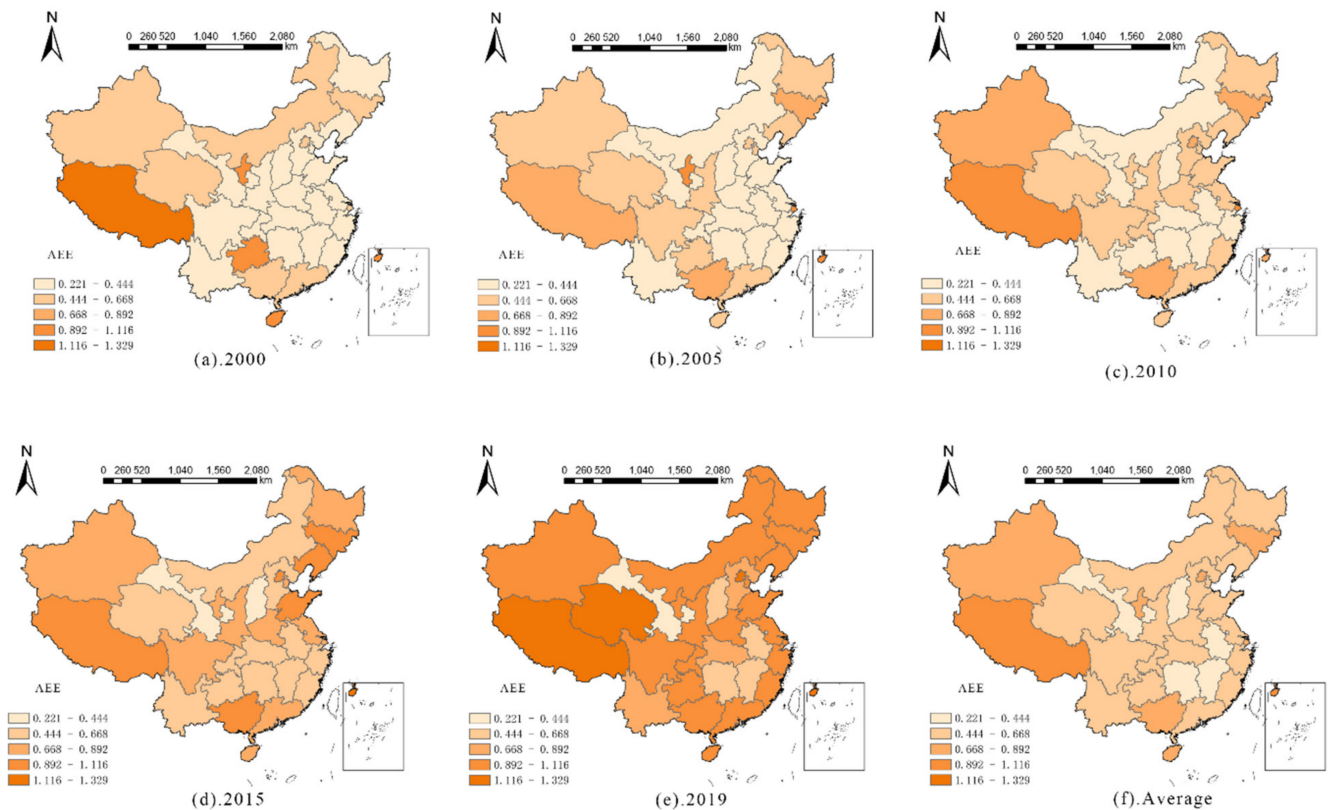 N
0 260 520 1,040 1,560 2,080
km
AEE
0.221 - 0.444
0.444 - 0.668
0.668 - 0.892
0.892 - 1.116
1.116 - 1.329
(a).2000
N
0 260 520 1,040 1,560 2,080
km
AEE
0.221 - 0.444
0.444 - 0.668
0.668 - 0.892
0.892 - 1.116
1.116 - 1.329
(b).2005
N
0 260 520 1,040 1,560 2,080
km
AEE
0.221 - 0.444
0.444 - 0.668
0.668 - 0.892
0.892 - 1.116
1.116 - 1.329
(c).2010
N
0 260 520 1,040 1,560 2,080
km
AEE
0.221 - 0.444
0.444 - 0.668
0.668 - 0.892
0.892 - 1.116
1.116 - 1.329
(d).2015
N
0 260 520 1,040 1,560 2,080
km
AEE
0.221 - 0.444
0.444 - 0.668
0.668 - 0.892
0.892 - 1.116
1.116 - 1.329
(e).2019
N
0 260 520 1,040 1,560 2,080
km
AEE
0.221 - 0.444
0.444 - 0.668
0.668 - 0.892
0.892 - 1.116
1.116 - 1.329
(f).Average